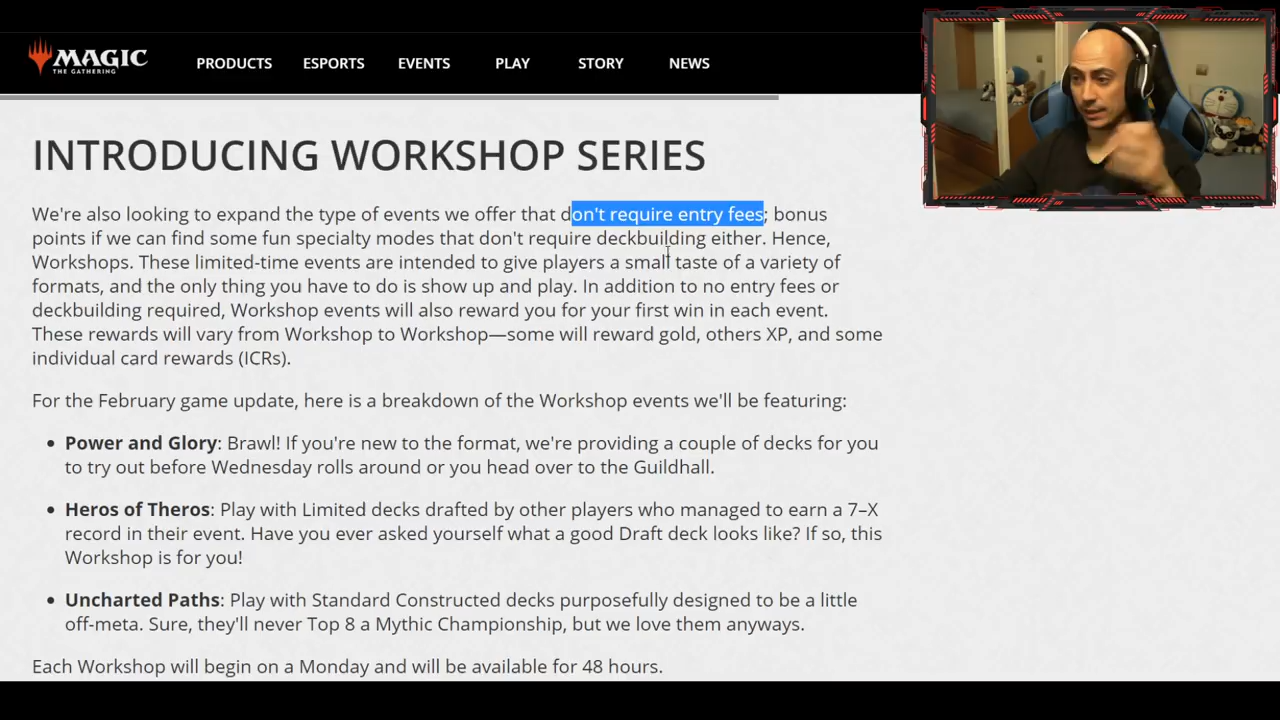 MAGIC
THE GATHERING
PRODUCTS ESPORTS EVENTS PLAY STORY NEWS
INTRODUCING WORKSHOP SERIES
We're also looking to expand the type of events we offer that don't require entry fees; bonus
points if we can find some fun specialty modes that don't require deckbuilding either. Hence,
Workshops. These limited-time events are intended to give players a small taste of a variety of
formats, and the only thing you have to do is show up and play. In addition to no entry fees or
deckbuilding required, Workshop events will also reward you for your first win in each event.
These rewards will vary from Workshop to Workshop—some will reward gold, others XP, and some
individual card rewards (ICRs).
For the February game update, here is a breakdown of the Workshop events we'll be featuring:
• Power and Glory: Brawl! If you're new to the format, we're providing a couple of decks for you
to try out before Wednesday rolls around or you head over to the Guildhall.
• Heros of Theros: Play with Limited decks drafted by other players who managed to earn a 7–X
record in their event. Have you ever asked yourself what a good Draft deck looks like? If so, this
Workshop is for you!
• Uncharted Paths: Play with Standard Constructed decks purposefully designed to be a little
off-meta. Sure, they'll never Top 8 a Mythic Championship, but we love them anyways.
Each Workshop will begin on a Monday and will be available for 48 hours.